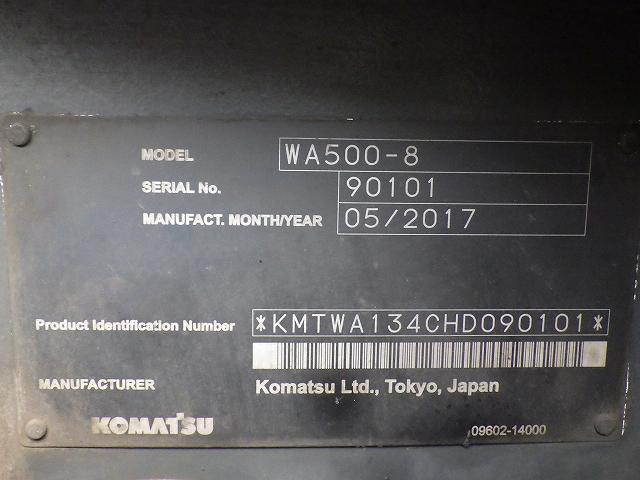 MODEL WA500-8
SERIAL No. 90101
MANUFACT. MONTH/YEAR 05/2017
Product Identification Number *KMTWA134CHD090101*
MANUFACTURER Komatsu Ltd., Tokyo, Japan
KOMATSU 09602-14000